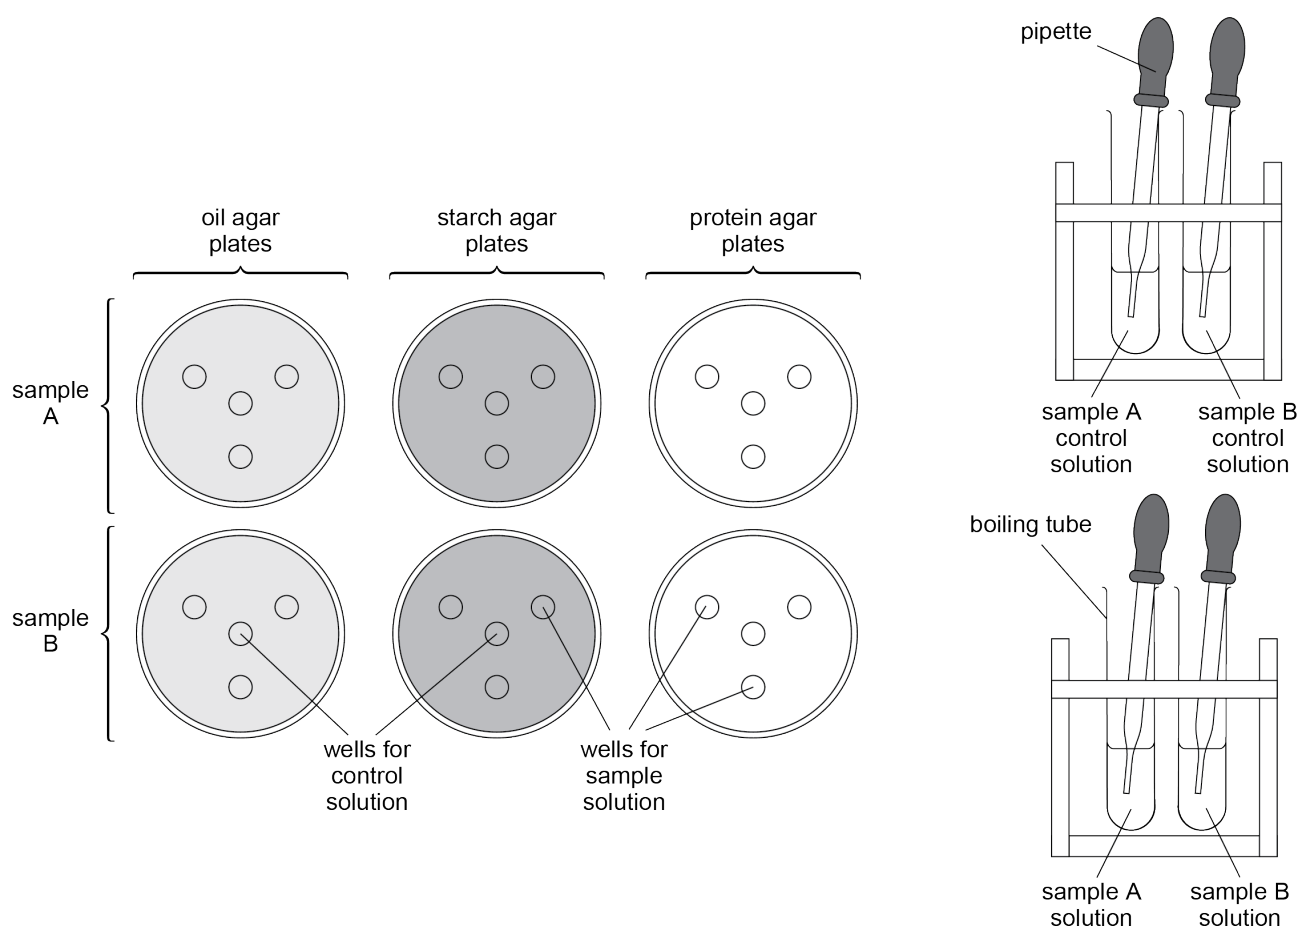 pipette
oil agar
plates
starch agar
plates
protein agar
plates
sample
A
sample A
control
solution
sample B
control
solution
boiling tube
sample
B
wells for
control
solution
wells for
sample
solution
sample A
solution
sample B
solution